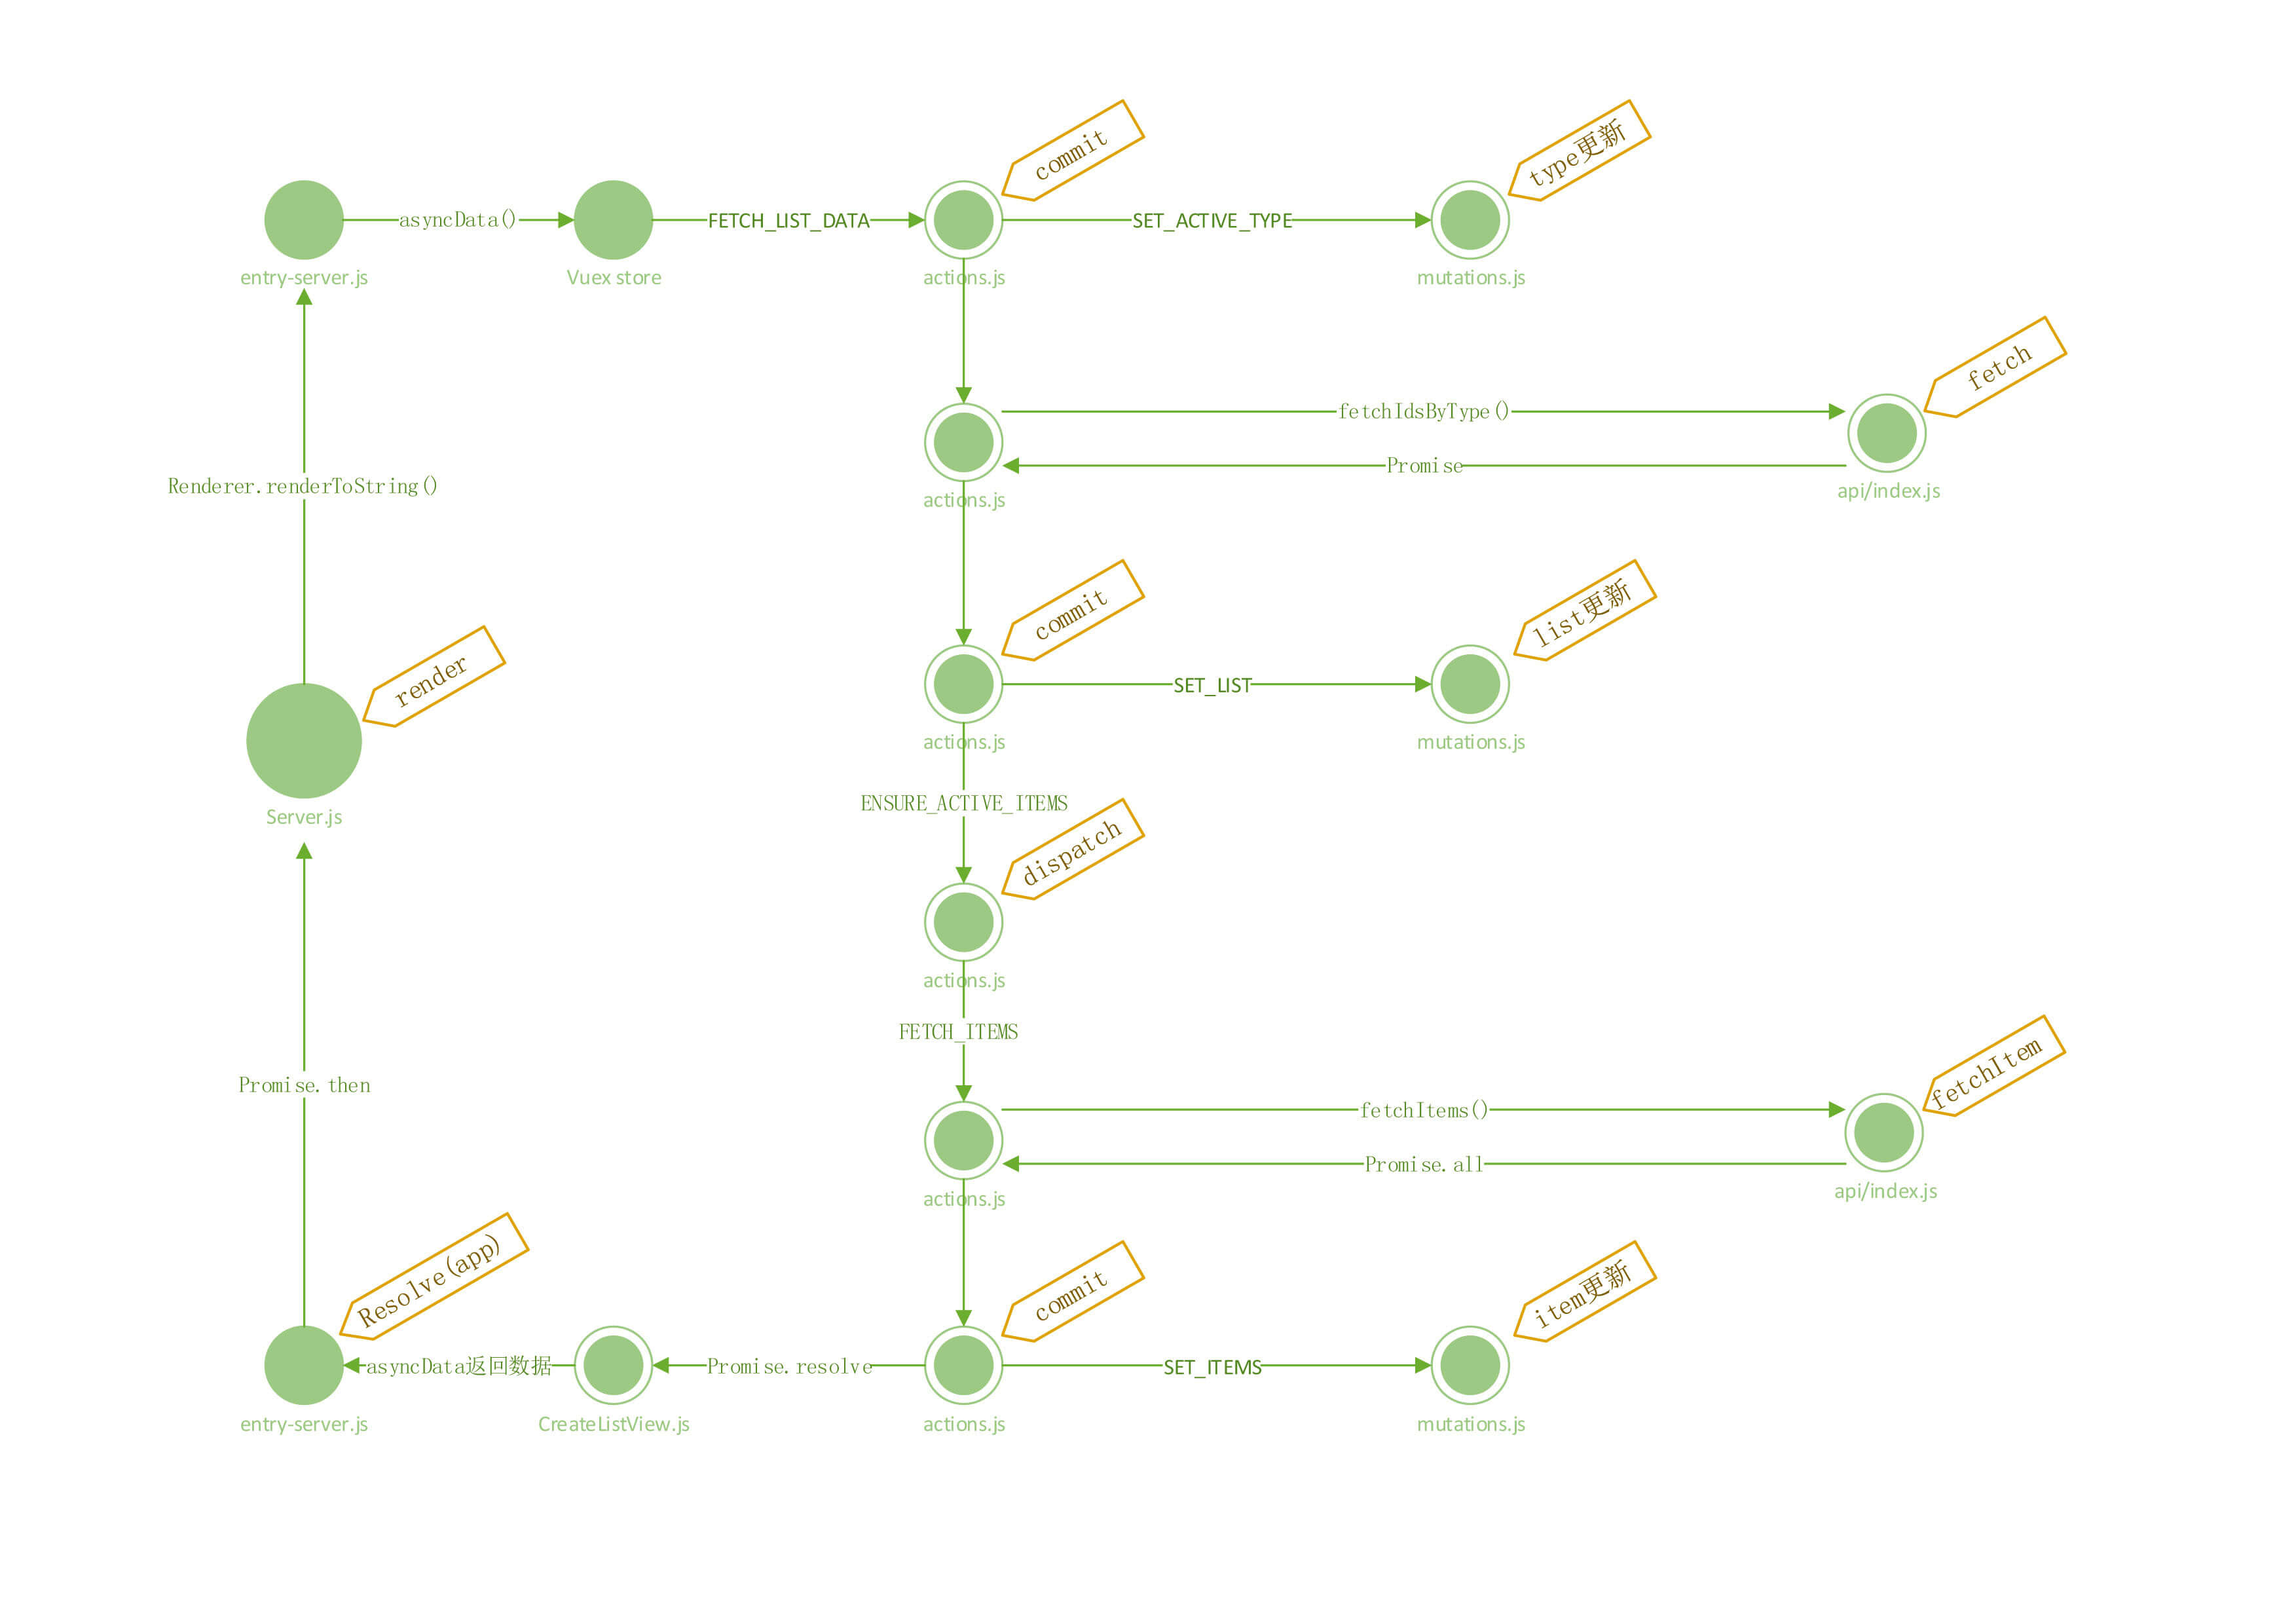 commit
type更新
asyncData()
FETCH_LIST_DATA
SET_ACTIVE_TYPE
entry-server.js
Vuex store
actions.js
mutations.js
fetch
fetchIdsByType()
Promise
Renderer.renderToString()
actions.js
api/index.js
commit
list更新
render
SET_LIST
actions.js
mutations.js
Server.js
ENSURE_ACTIVE_ITEMS
dispatch
actions.js
FETCH_ITEMS
fetchItem
Promise.then
fetchItems()
Promise.all
actions.js
api/index.js
Resolve(app)
commit
item更新
asyncData返回数据
Promise.resolve
SET_ITEMS
entry-server.js
CreateListView.js
actions.js
mutations.js